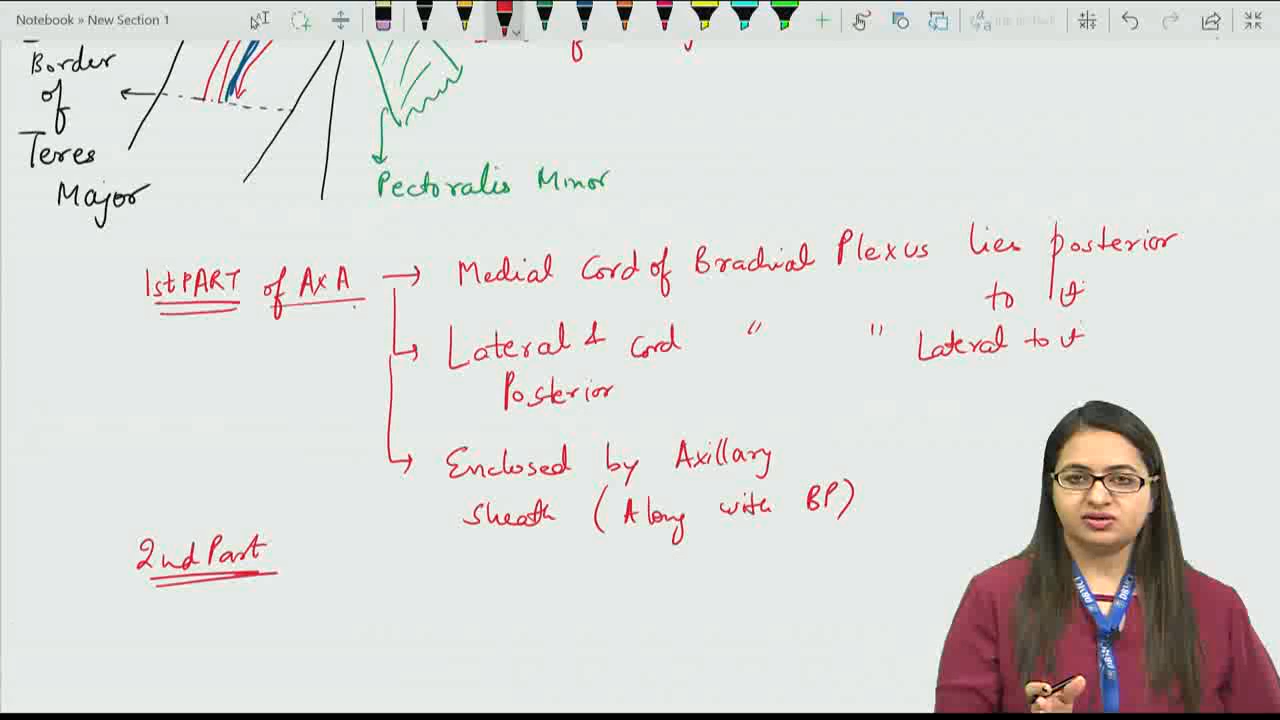 Notebook » New Section 1
Border
of
Teres
Major
Pectoralis Minor
1st PART of AXA → Medial Cord of Brachial Plexus lies posterior
to it
Lateral & Cord " " Lateral to it
Posterior
Enclosed by Axillary
Sheath (Along with BP)
2nd Part